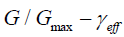 G / G_max − γ_eff